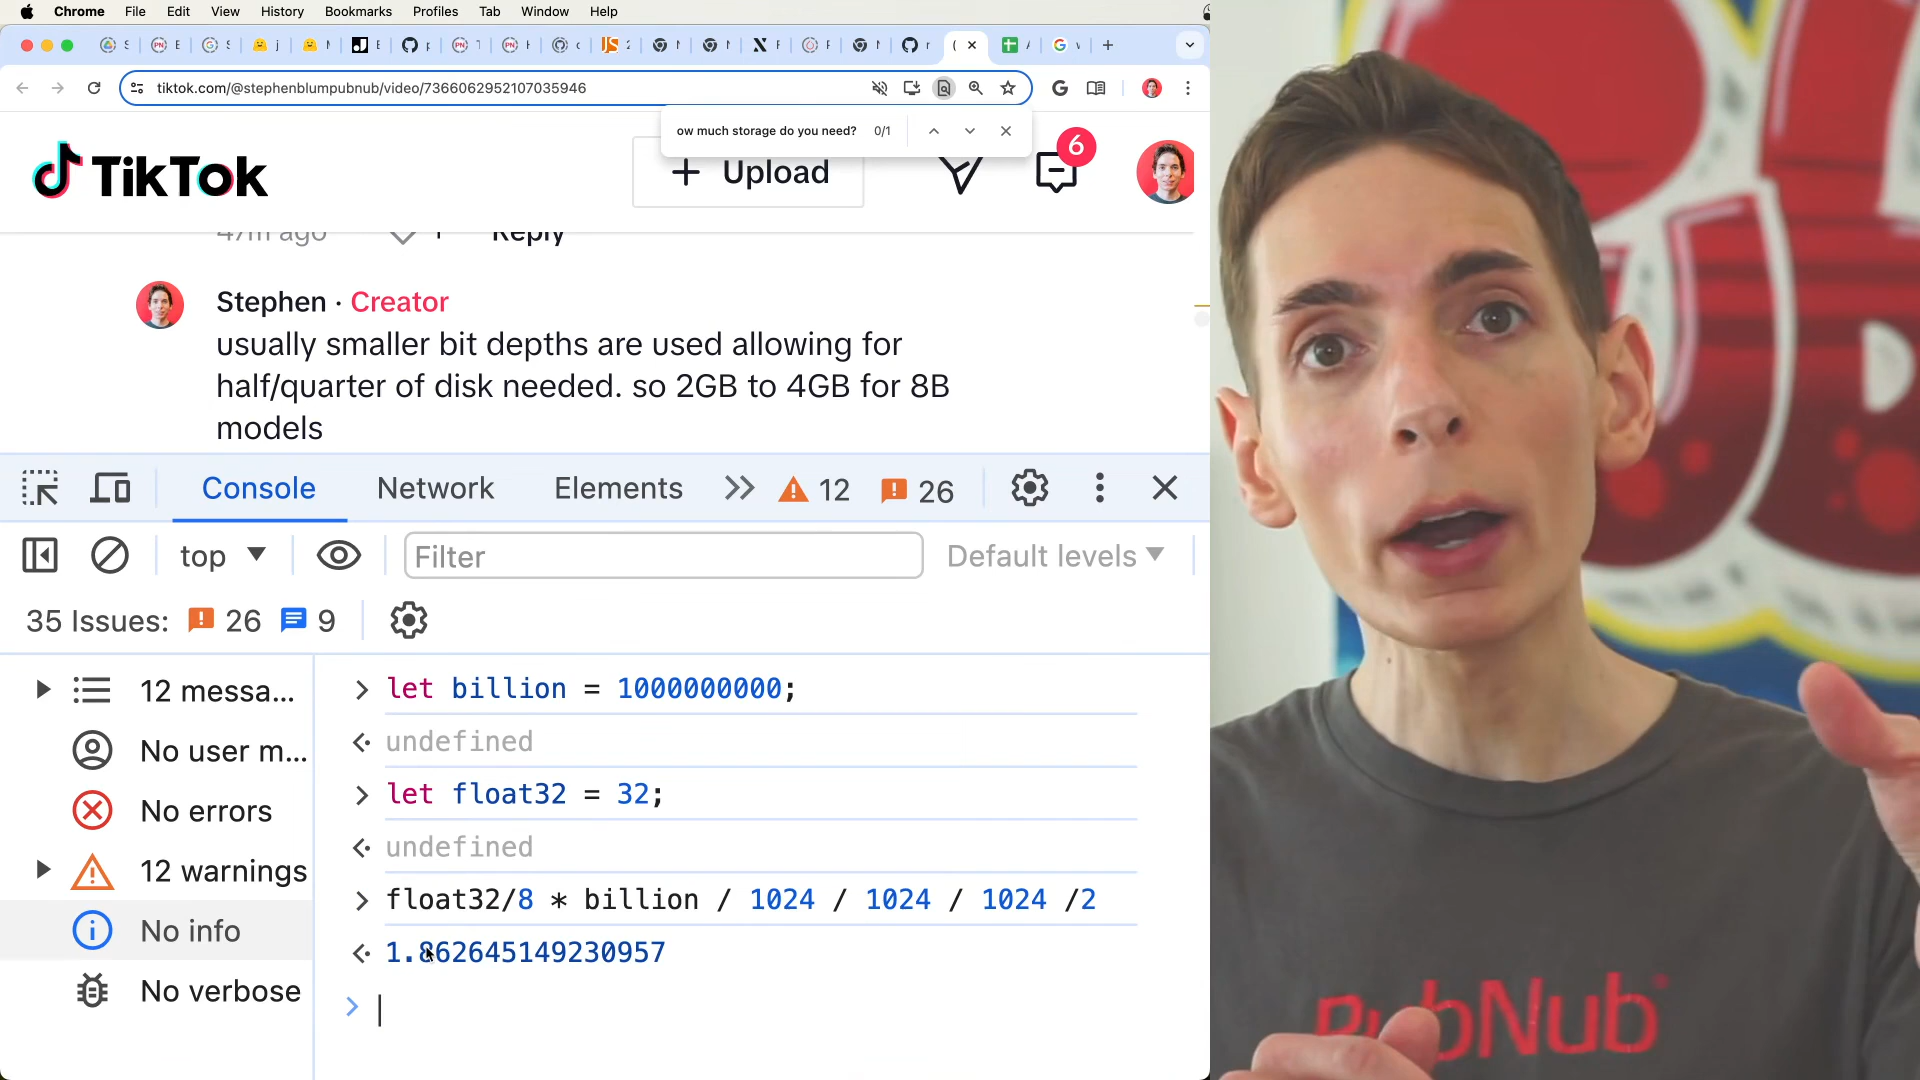 Chrome File Edit View History Bookmarks Profiles Tab Window Help
tiktok.com/@stephenblumpubnub/video/7366062952107035946
ow much storage do you need? 0/1
TikTok
+ Upload
6
47m ago 1 Reply
Stephen · Creator
usually smaller bit depths are used allowing for
half/quarter of disk needed. so 2GB to 4GB for 8B
models
Console Network Elements 12 26
top Filter Default levels
35 Issues: 26 9
12 messa...
No user m...
No errors
12 warnings
No info
No verbose
> let billion = 1000000000;
undefined
> let float32 = 32;
undefined
> float32/8 * billion / 1024 / 1024 / 1024 /2
1.862645149230957
>
PubNub